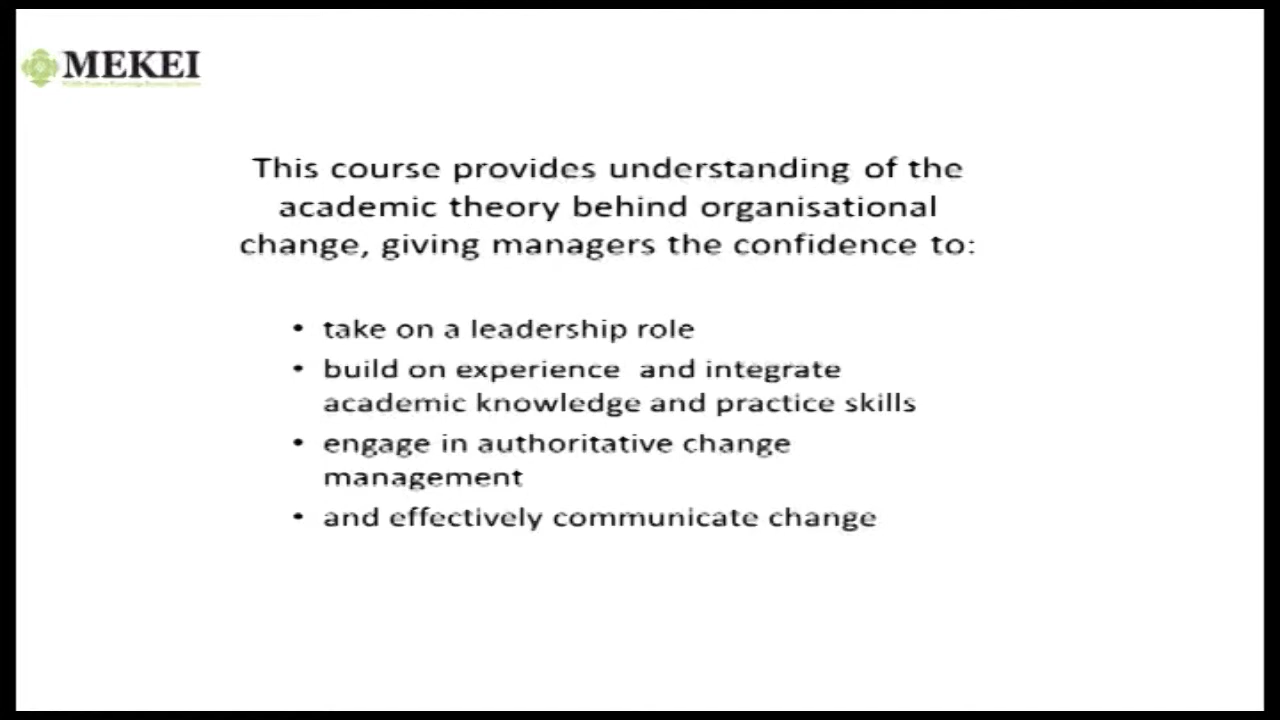 MEKEI
This course provides understanding of the
academic theory behind organisational
change, giving managers the confidence to:
• take on a leadership role
• build on experience and integrate
academic knowledge and practice skills
• engage in authoritative change
management
• and effectively communicate change